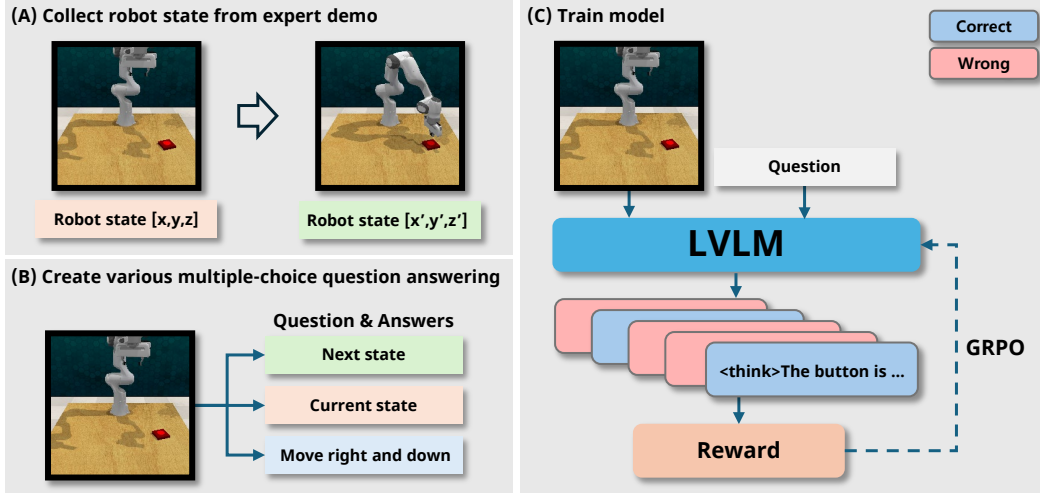 (A) Collect robot state from expert demo
Robot state [x,y,z]
Robot state [x’,y’,z’]
(B) Create various multiple-choice question answering
Question & Answers
Next state
Current state
Move right and down
(C) Train model
Correct
Wrong
Question
LVLM
<think>The button is ...
GRPO
Reward